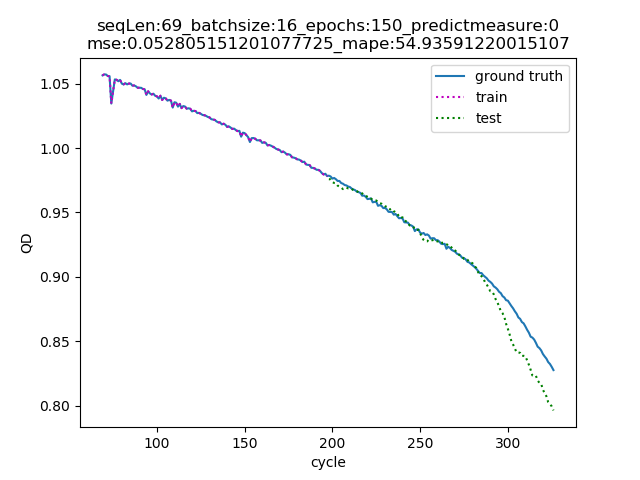 seqLen:69_batchsize:16_epochs:150_predictmeasure:0
mse:0.052805151201077725_mape:54.93591220015107
ground truth
train
test
1.05
1.00
0.95
0.90
0.85
0.80
QD
100
150
200
250
300
cycle